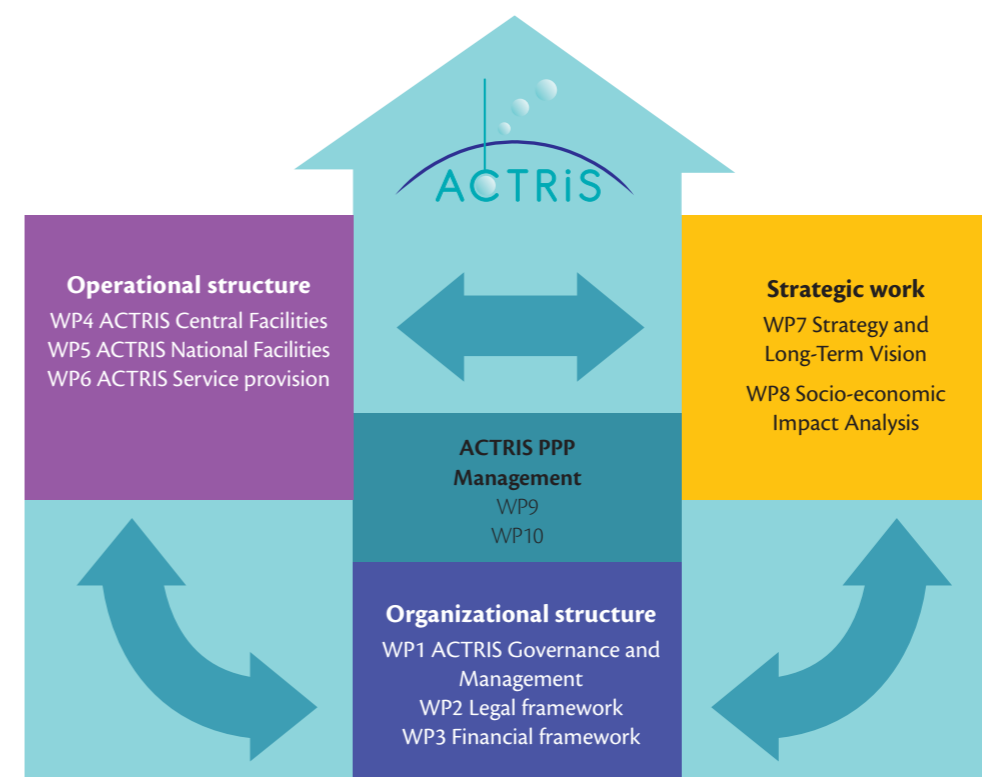 ACTRiS
Operational structure
WP4 ACTRIS Central Facilities
WP5 ACTRIS National Facilities
WP6 ACTRIS Service provision
Strategic work
WP7 Strategy and
Long-Term Vision
WP8 Socio-economic
Impact Analysis
ACTRIS PPP
Management
WP9
WP10
Organizational structure
WP1 ACTRIS Governance and
Management
WP2 Legal framework
WP3 Financial framework